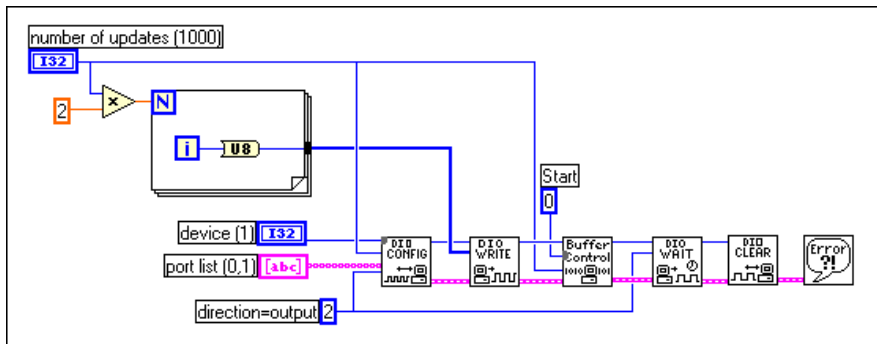 number of updates (1000)
I32
2
x
N
i
U8
Start
0
device (1)
I32
port list (0,1)
[abc]
direction=output
2
DIO
CONFIG
DIO
WRITE
Buffer
Control
DIO
WAIT
DIO
CLEAR
Error
?!